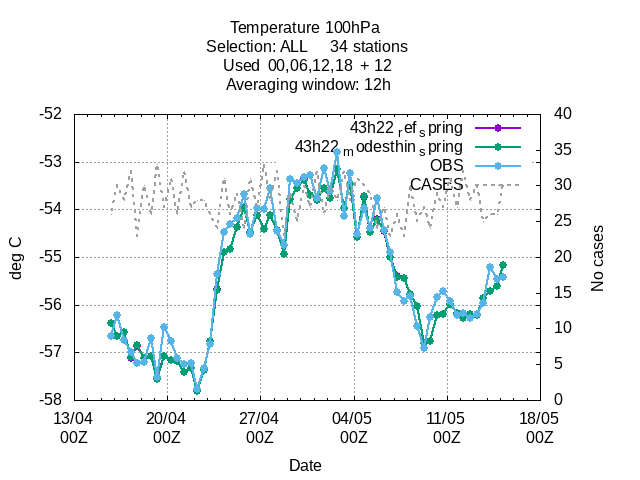 Temperature 100hPa
Selection: ALL 34 stations
Used 00,06,12,18 + 12
Averaging window: 12h
43h22_ref_spring
43h22_modesthin_spring
OBS
CASES
-52
-53
-54
-55
-56
-57
-58
deg C
40
35
30
25
20
15
10
5
0
No cases
13/04 20/04 27/04 04/05 11/05 18/05
00Z 00Z 00Z 00Z 00Z 00Z
Date